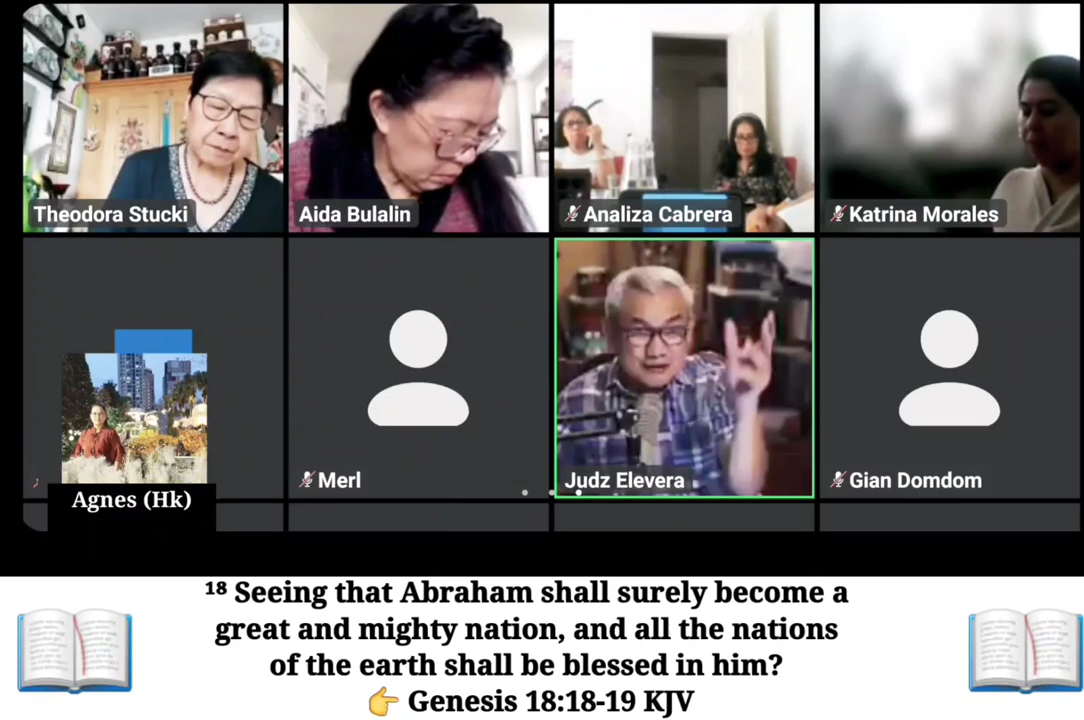 Theodora Stucki
Aida Bulalin
Analiza Cabrera
Katrina Morales
Agnes (Hk)
Merl
Judz Elevera
Gian Domdom
¹⁸ Seeing that Abraham shall surely become a
great and mighty nation, and all the nations
of the earth shall be blessed in him?
👉 Genesis 18:18-19 KJV